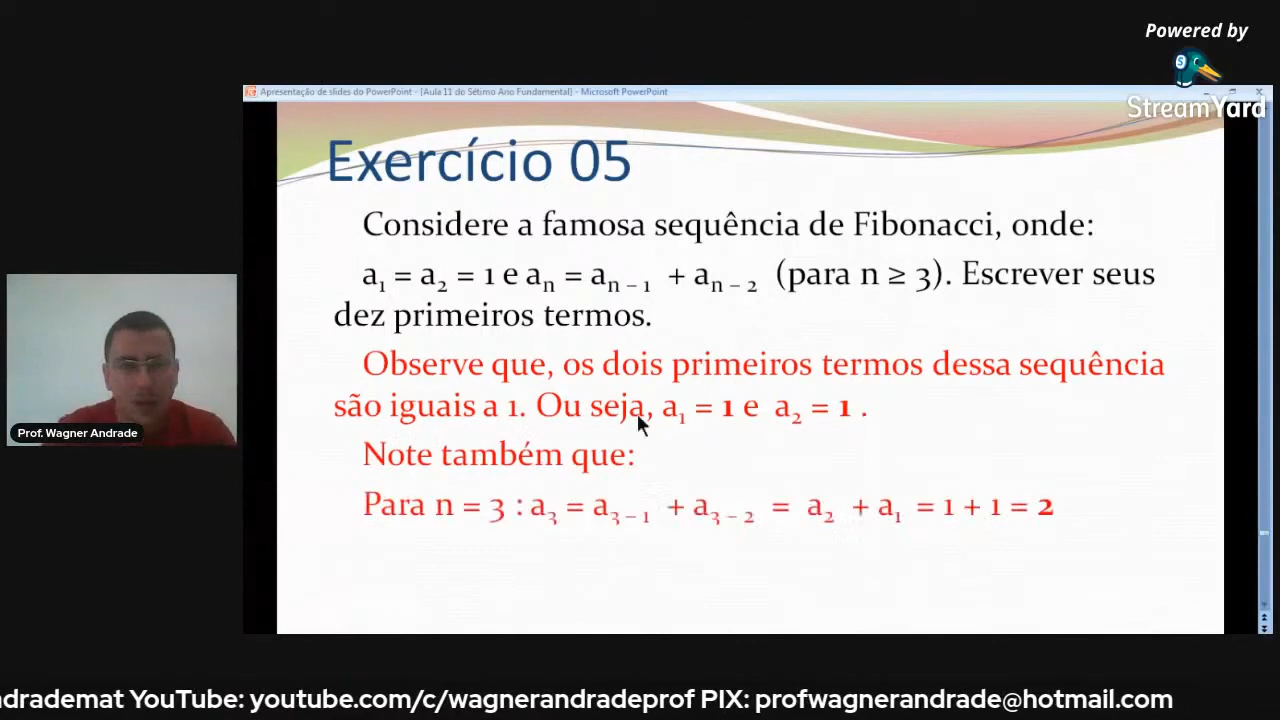 Powered by
StreamYard
Apresentação de slides do PowerPoint - [Aula 11 do Sétimo Ano Fundamental] - Microsoft PowerPoint
Exercício 05
Considere a famosa sequência de Fibonacci, onde:
a₁ = a₂ = 1 e aₙ = aₙ ₋ ₁ + aₙ ₋ ₂ (para n ≥ 3). Escrever seus
dez primeiros termos.
Observe que, os dois primeiros termos dessa sequência
são iguais a 1. Ou seja, a₁ = 1 e a₂ = 1 .
Note também que:
Para n = 3 : a₃ = a₃ ₋ ₁ + a₃ ₋ ₂ = a₂ + a₁ = 1 + 1 = 2
Prof. Wagner Andrade
ndrademat YouTube: youtube.com/c/wagnerandradeprof PIX: profwagnerandrade@hotmail.com